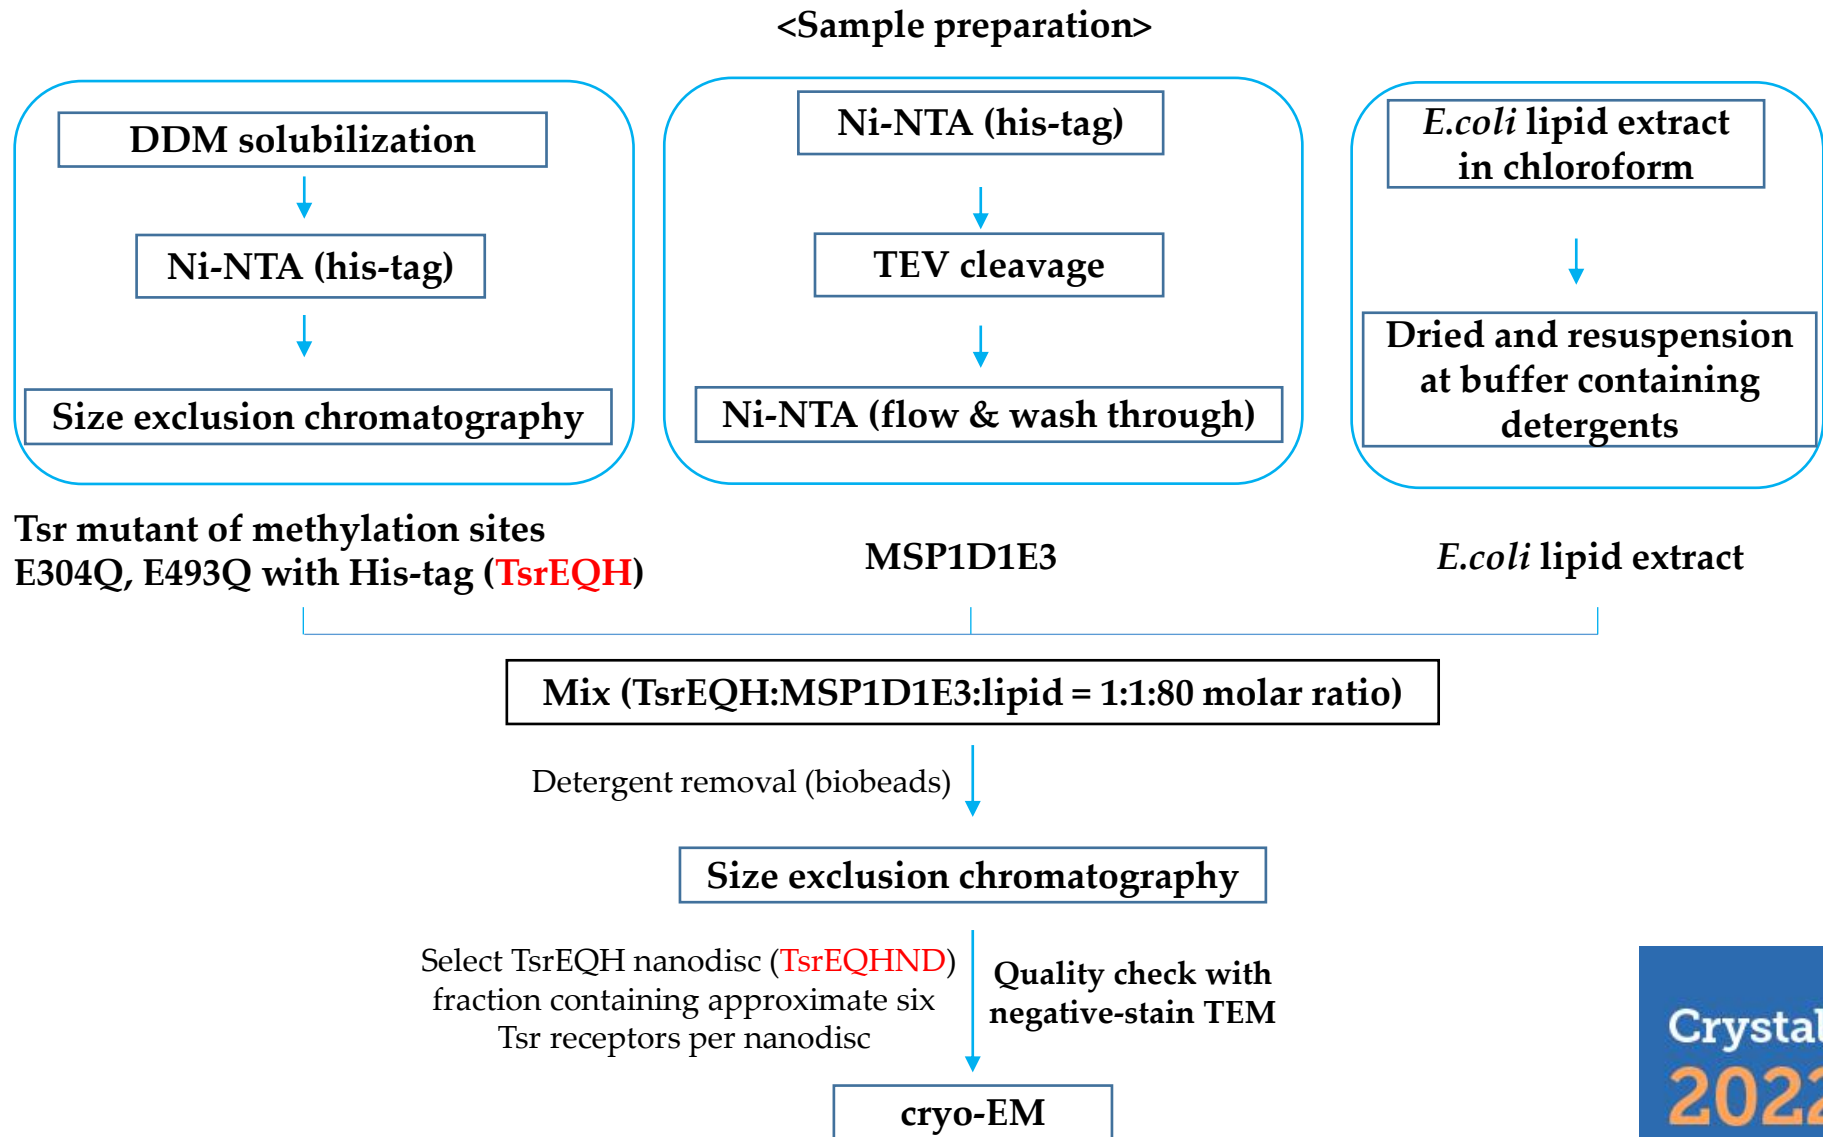 <Sample preparation>
DDM solubilization
Ni-NTA (his-tag)
Size exclusion chromatography
Tsr mutant of methylation sites
E304Q, E493Q with His-tag (TsrEQH)
Ni-NTA (his-tag)
TEV cleavage
Ni-NTA (flow & wash through)
MSP1D1E3
E.coli lipid extract
in chloroform
Dried and resuspension
at buffer containing
detergents
E.coli lipid extract
Mix (TsrEQH:MSP1D1E3:lipid = 1:1:80 molar ratio)
Detergent removal (biobeads)
Size exclusion chromatography
Select TsrEQH nanodisc (TsrEQHND)
fraction containing approximate six
Tsr receptors per nanodisc
Quality check with
negative-stain TEM
cryo-EM
Crystal
2022